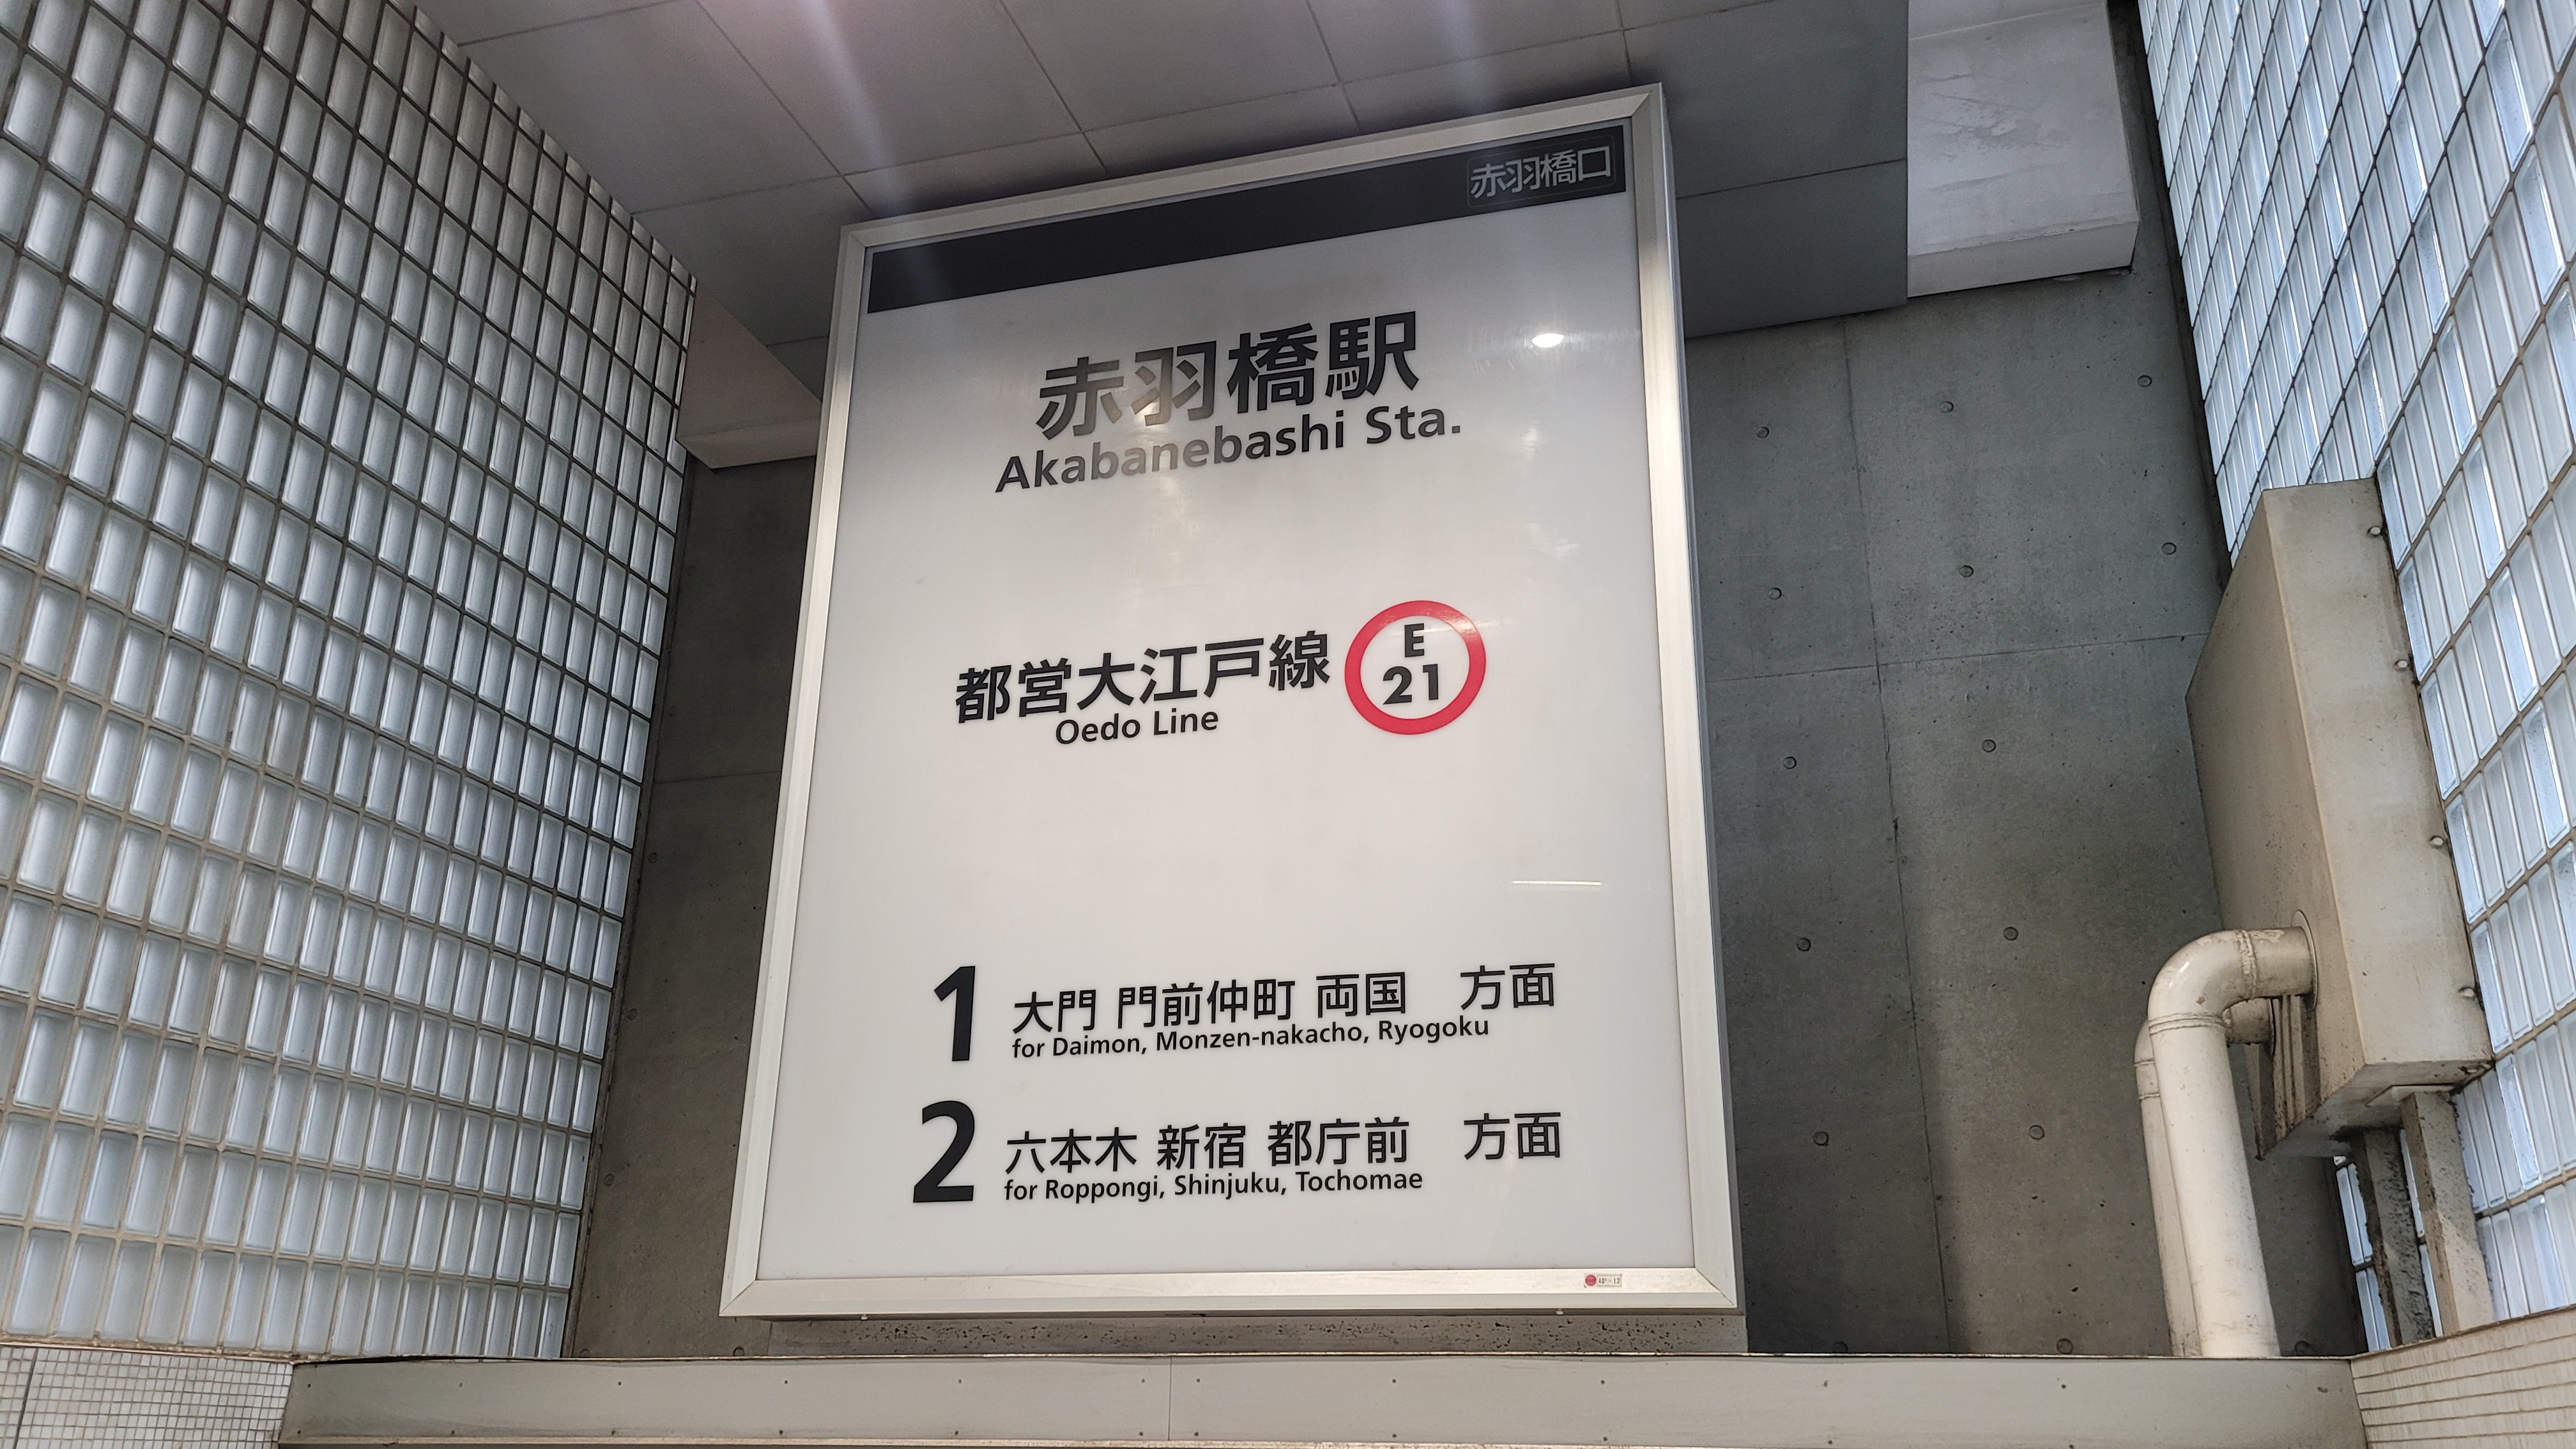 赤羽橋口
赤羽橋駅
Akabanebashi Sta.
都営大江戸線
Oedo Line
E
21
1
大門 門前仲町 両国 方面
for Daimon, Monzen-nakacho, Ryogoku
2
六本木 新宿 都庁前 方面
for Roppongi, Shinjuku, Tochomae